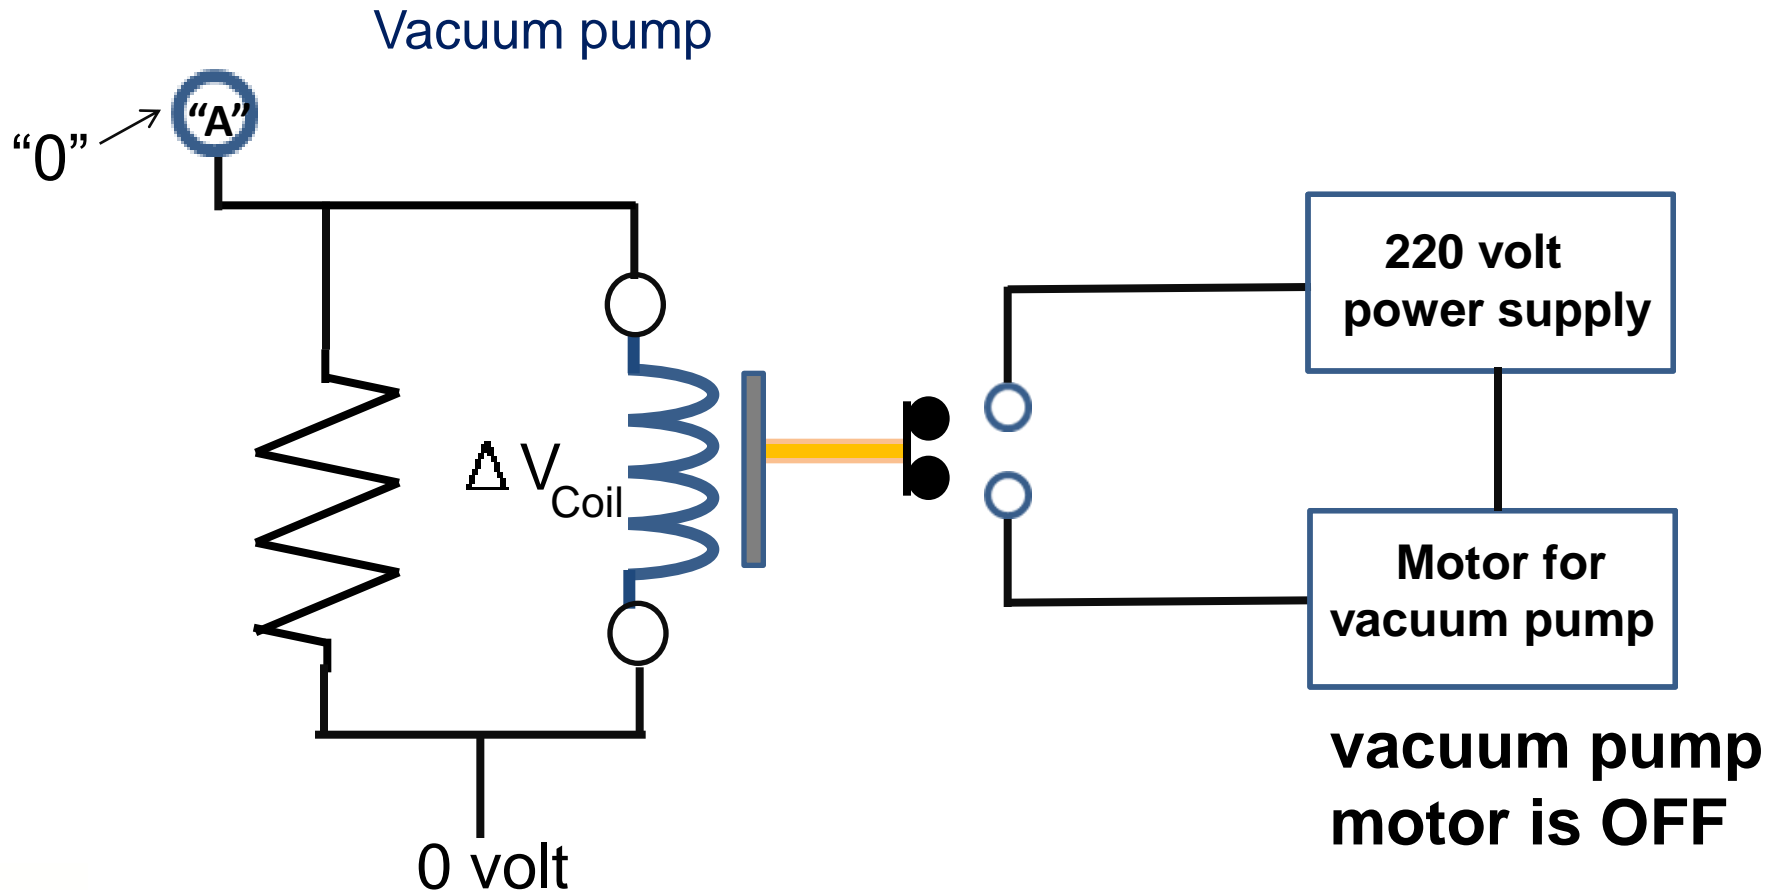 Vacuum pump
“A”
“0”
220 volt
power supply
Δ V Coil
Motor for
vacuum pump
vacuum pump
motor is OFF
0 volt